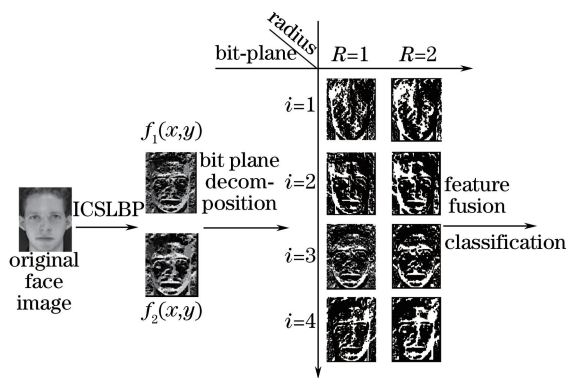 radius
bit-plane
R=1
R=2
i=1
f₁(x,y)
bit plane
decom-
position
i=2
feature
fusion
ICSLBP
classification
original
face
image
i=3
f₂(x,y)
i=4